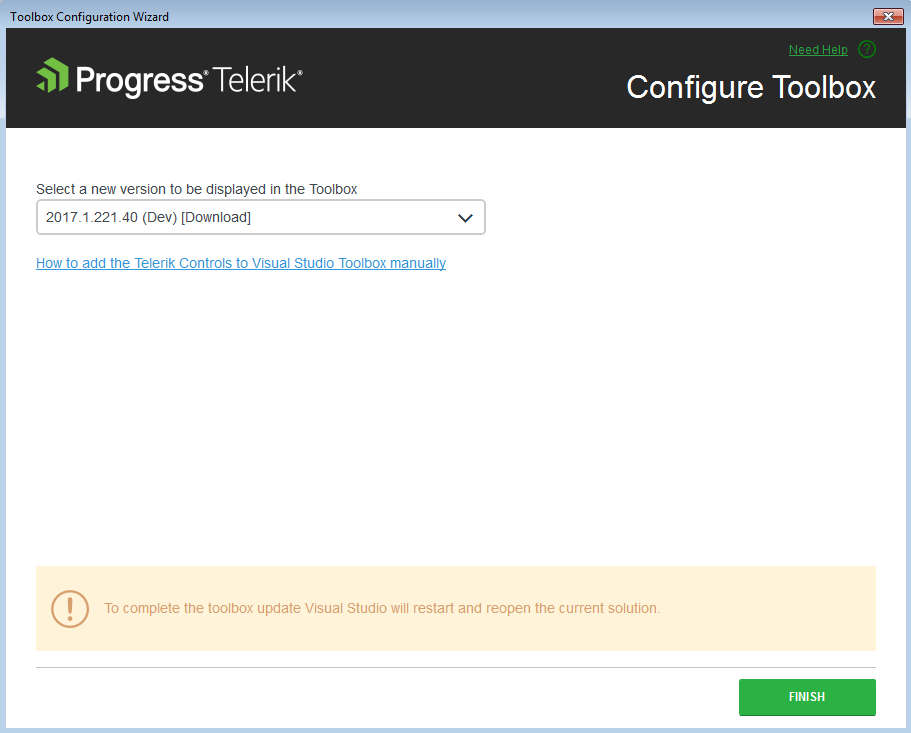 Toolbox Configuration Wizard
Need Help ?
Progress® Telerik®
Configure Toolbox
Select a new version to be displayed in the Toolbox
2017.1.221.40 (Dev) [Download]
How to add the Telerik Controls to Visual Studio Toolbox manually
! To complete the toolbox update Visual Studio will restart and reopen the current solution.
FINISH